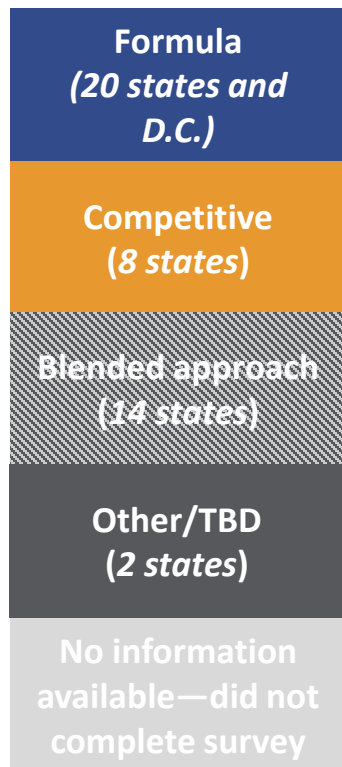 Formula
(20 states and
D.C.)
Competitive
(8 states)
Blended approach
(14 states)
Other/TBD
(2 states)
No information
available—did not
complete survey